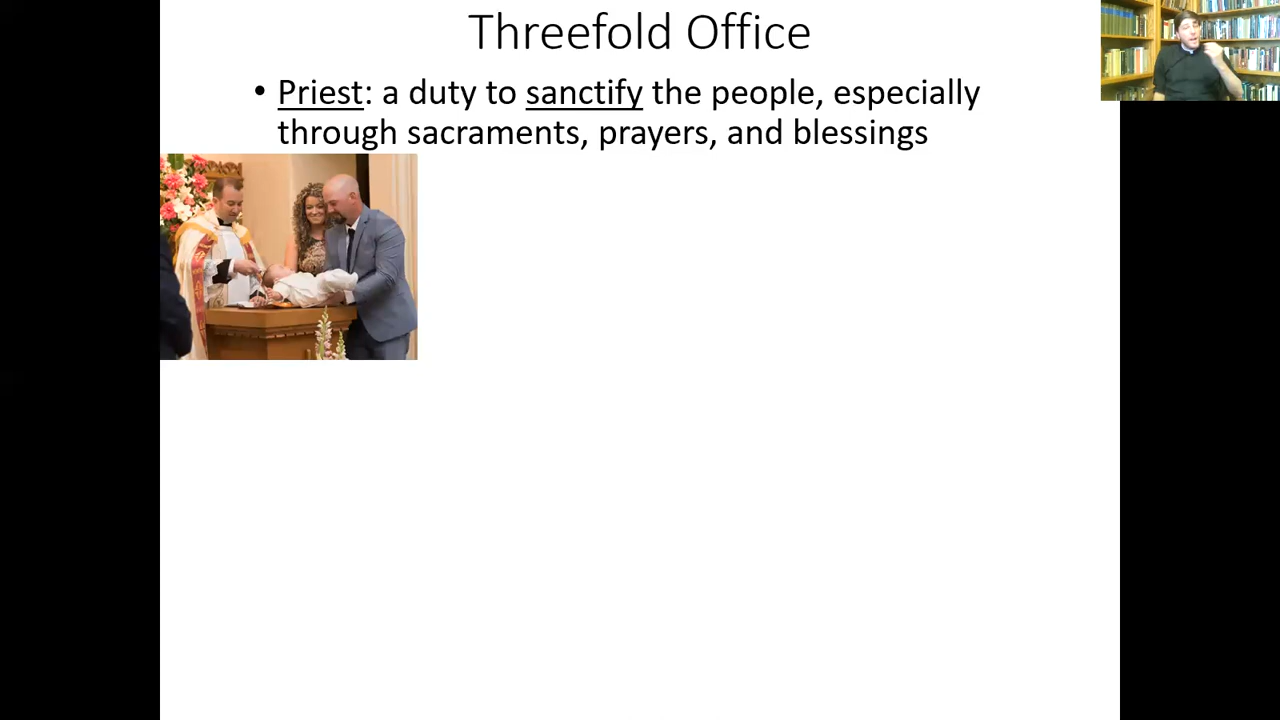 Threefold Office
• Priest: a duty to sanctify the people, especially
through sacraments, prayers, and blessings